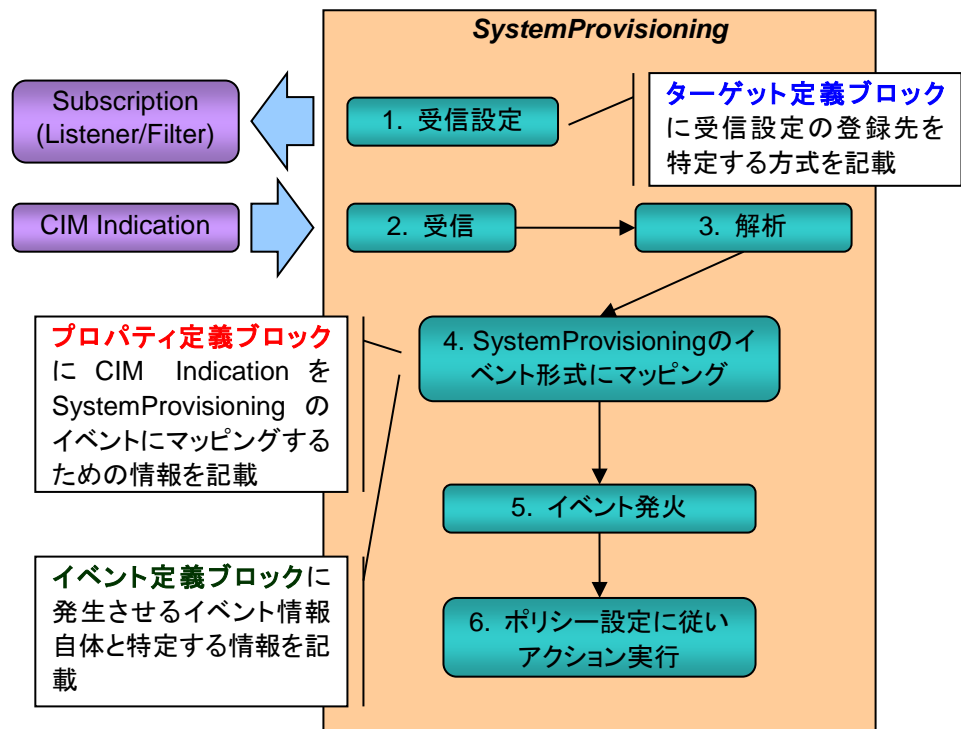 SystemProvisioning
Subscription
(Listener/Filter)
1. 受信設定
ターゲット定義ブロック
に受信設定の登録先を
特定する方式を記載
CIM Indication
2. 受信
3. 解析
プロパティ定義ブロック
に CIM Indication を
SystemProvisioning の
イベントにマッピングする
ための情報を記載
4. SystemProvisioningのイ
ベント形式にマッピング
5. イベント発火
イベント定義ブロックに
発生させるイベント情報
自体と特定する情報を記
載
6. ポリシー設定に従い
アクション実行